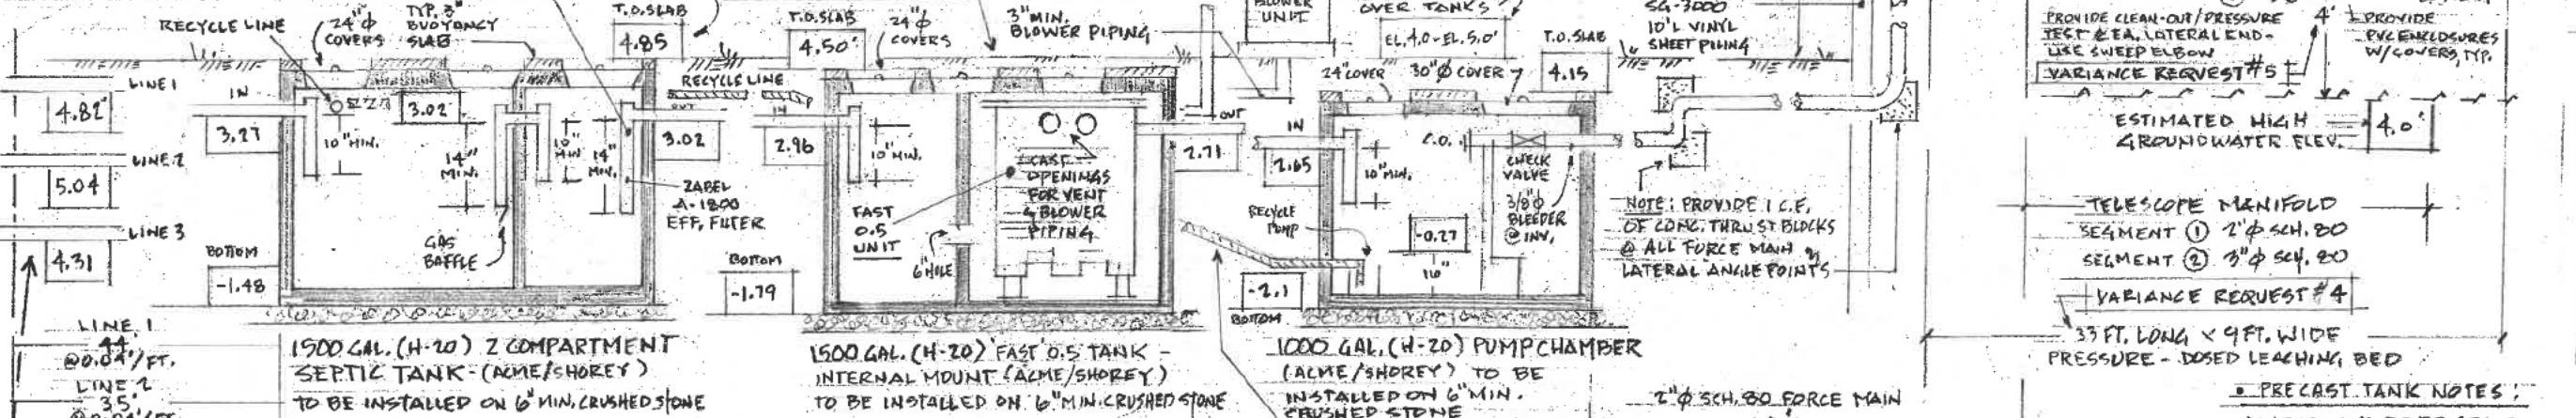 RECYCLE LINE
24"Φ
COVERS
TYP. 3"
BUOYANCY
SLAB
T.O.SLAB
4.85
T.O.SLAB
4.50'
24"Φ
COVERS
3"MIN.
BLOWER PIPING
BLOWER
UNIT
OVER TANKS
EL. 4.0-EL. 5.0'
SG-3000
10'L VINYL
SHEET PILING
T.O.SLAB
4.15
24"COVER
30"Φ COVER
PROVIDE CLEAN-OUT/PRESSURE
TEST @ EA. LATERAL END-
USE SWEEP ELBOW
VARIANCE REQUEST #5
4'
PROVIDE
PVC ENCLOSURES
W/COVERS, TYP.
LINE 1
4.82'
LINE 2
5.04
LINE 3
4.31
IN
3.27
3.02
10"MIN.
14"
MIN.
10"
MIN
14"
MIN.
GAS
BAFFLE
BOTTOM
-1.48
RECYCLE LINE
OUT
3.02
ZABEL
A-1800
EFF. FILTER
IN
2.96
10"MIN.
FAST
0.5
UNIT
6"HOLE
CAST
OPENINGS
FOR VENT
& BLOWER
PIPING
BOTTOM
-1.79
OUT
2.71
IN
2.65
10"MIN.
C.O.
CHECK
VALVE
3/8"Φ
BLEEDER
@ INV.
RECYCLE
PUMP
-0.27
-2.1
BOTTOM
NOTE: PROVIDE 1 C.F.
OF CONC. THRUST BLOCKS
@ ALL FORCE MAIN &
LATERAL ANGLE POINTS
ESTIMATED HIGH
GROUNDWATER ELEV.
4.0'
TELESCOPE MANIFOLD
SEGMENT ① 2"Φ SCH. 80
SEGMENT ② 3"Φ SCH. 80
VARIANCE REQUEST #4
33 FT. LONG x 9 FT. WIDE
PRESSURE-DOSED LEACHING BED
• PRECAST TANK NOTES:
LINE 1
44'
@0.04'/FT.
LINE 2
35'
1500 GAL. (H-20) 2 COMPARTMENT
SEPTIC TANK-(ACME/SHOREY)
TO BE INSTALLED ON 6"MIN. CRUSHED STONE
1500 GAL. (H-20) 'FAST' 0.5 TANK -
INTERNAL MOUNT (ACME/SHOREY)
TO BE INSTALLED ON 6"MIN. CRUSHED STONE
1000 GAL. (H-20) PUMP CHAMBER
(ACME/SHOREY) TO BE
INSTALLED ON 6"MIN.
CRUSHED STONE
2"Φ SCH. 80 FORCE MAIN